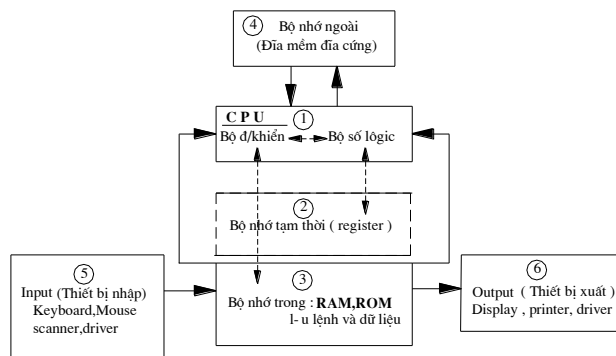 4 Bộ nhớ ngoài
(Đĩa mềm đĩa cứng)
CPU 1
Bộ đ/khiển Bộ số lôgic
2
Bộ nhớ tạm thời ( register )
5
Input (Thiết bị nhập)
Keyboard,Mouse
scanner,driver
3
Bộ nhớ trong : RAM,ROM
l- u lệnh và dữ liệu
6
Output ( Thiết bị xuất)
Display , printer, driver